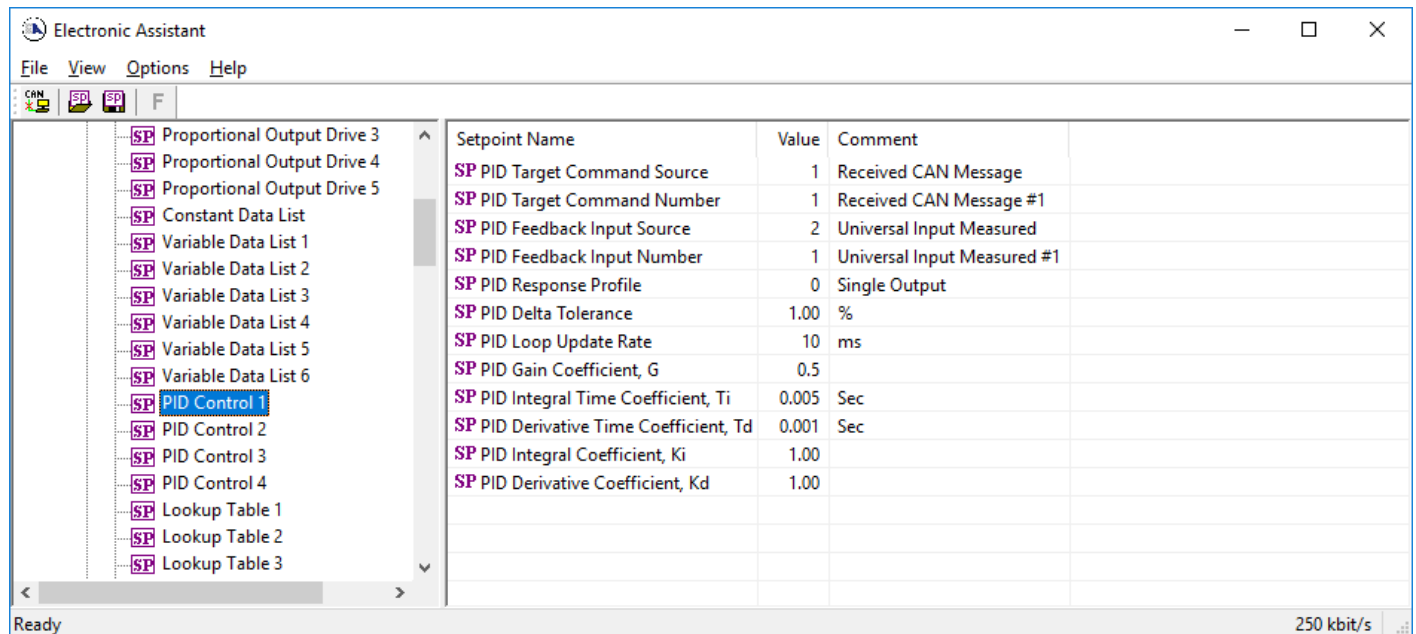 Electronic Assistant
File View Options Help
CAN SP SP F
SP Proportional Output Drive 3
SP Proportional Output Drive 4
SP Proportional Output Drive 5
SP Constant Data List
SP Variable Data List 1
SP Variable Data List 2
SP Variable Data List 3
SP Variable Data List 4
SP Variable Data List 5
SP Variable Data List 6
SP PID Control 1
SP PID Control 2
SP PID Control 3
SP PID Control 4
SP Lookup Table 1
SP Lookup Table 2
SP Lookup Table 3
Setpoint Name Value Comment
SP PID Target Command Source 1 Received CAN Message
SP PID Target Command Number 1 Received CAN Message #1
SP PID Feedback Input Source 2 Universal Input Measured
SP PID Feedback Input Number 1 Universal Input Measured #1
SP PID Response Profile 0 Single Output
SP PID Delta Tolerance 1.00 %
SP PID Loop Update Rate 10 ms
SP PID Gain Coefficient, G 0.5
SP PID Integral Time Coefficient, Ti 0.005 Sec
SP PID Derivative Time Coefficient, Td 0.001 Sec
SP PID Integral Coefficient, Ki 1.00
SP PID Derivative Coefficient, Kd 1.00
Ready 250 kbit/s